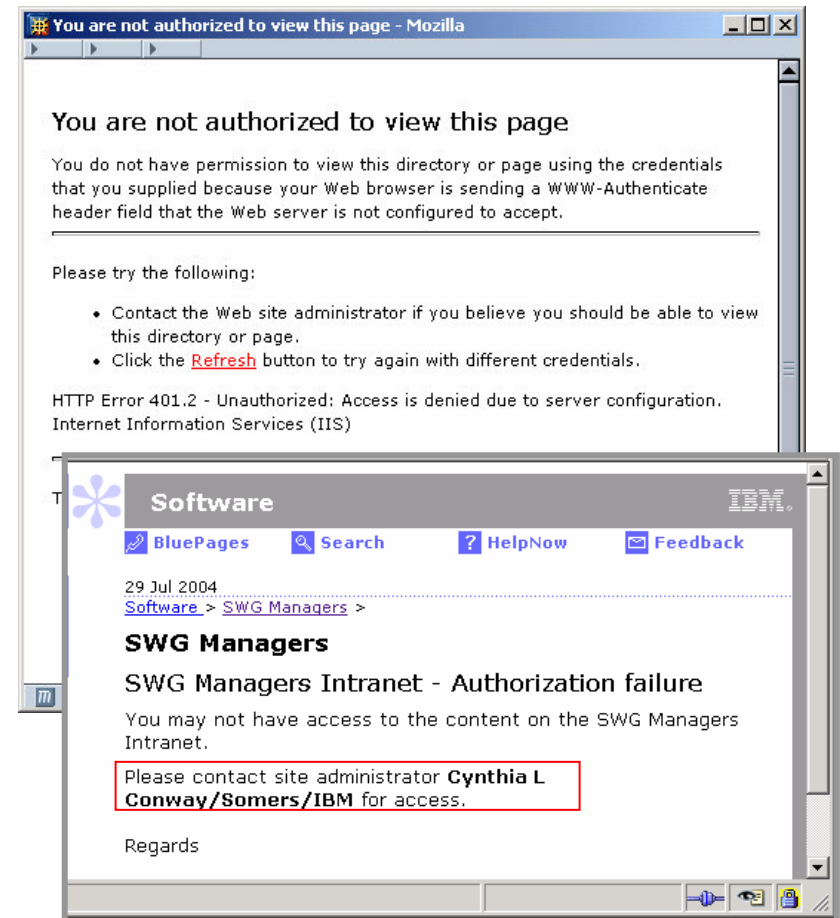 You are not authorized to view this page - Mozilla
You are not authorized to view this page
You do not have permission to view this directory or page using the credentials
that you supplied because your Web browser is sending a WWW-Authenticate
header field that the Web server is not configured to accept.
Please try the following:
• Contact the Web site administrator if you believe you should be able to view
this directory or page.
• Click the Refresh button to try again with different credentials.
HTTP Error 401.2 - Unauthorized: Access is denied due to server configuration.
Internet Information Services (IIS)
T
m
Software
IBM
BluePages Search ? HelpNow Feedback
29 Jul 2004
Software > SWG Managers >
SWG Managers
SWG Managers Intranet - Authorization failure
You may not have access to the content on the SWG Managers
Intranet.
Please contact site administrator Cynthia L
Conway/Somers/IBM for access.
Regards